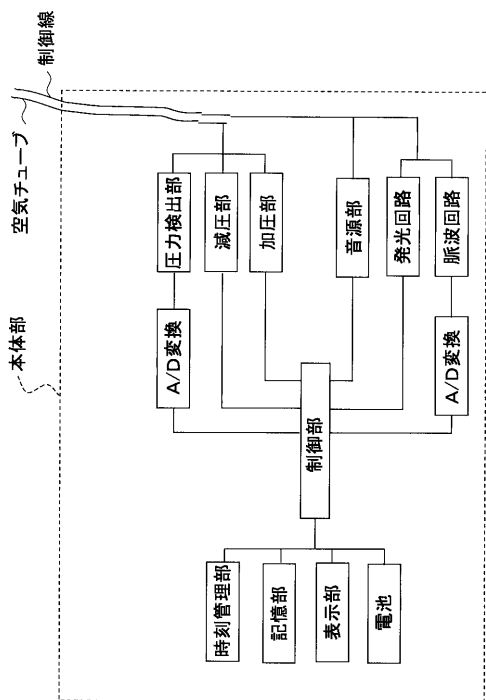 制御線
空気チューブ
本体部
圧力検出部
減圧部
加圧部
音源部
発光回路
脈波回路
A/D変換
A/D変換
制御部
時刻管理部
記憶部
表示部
電池